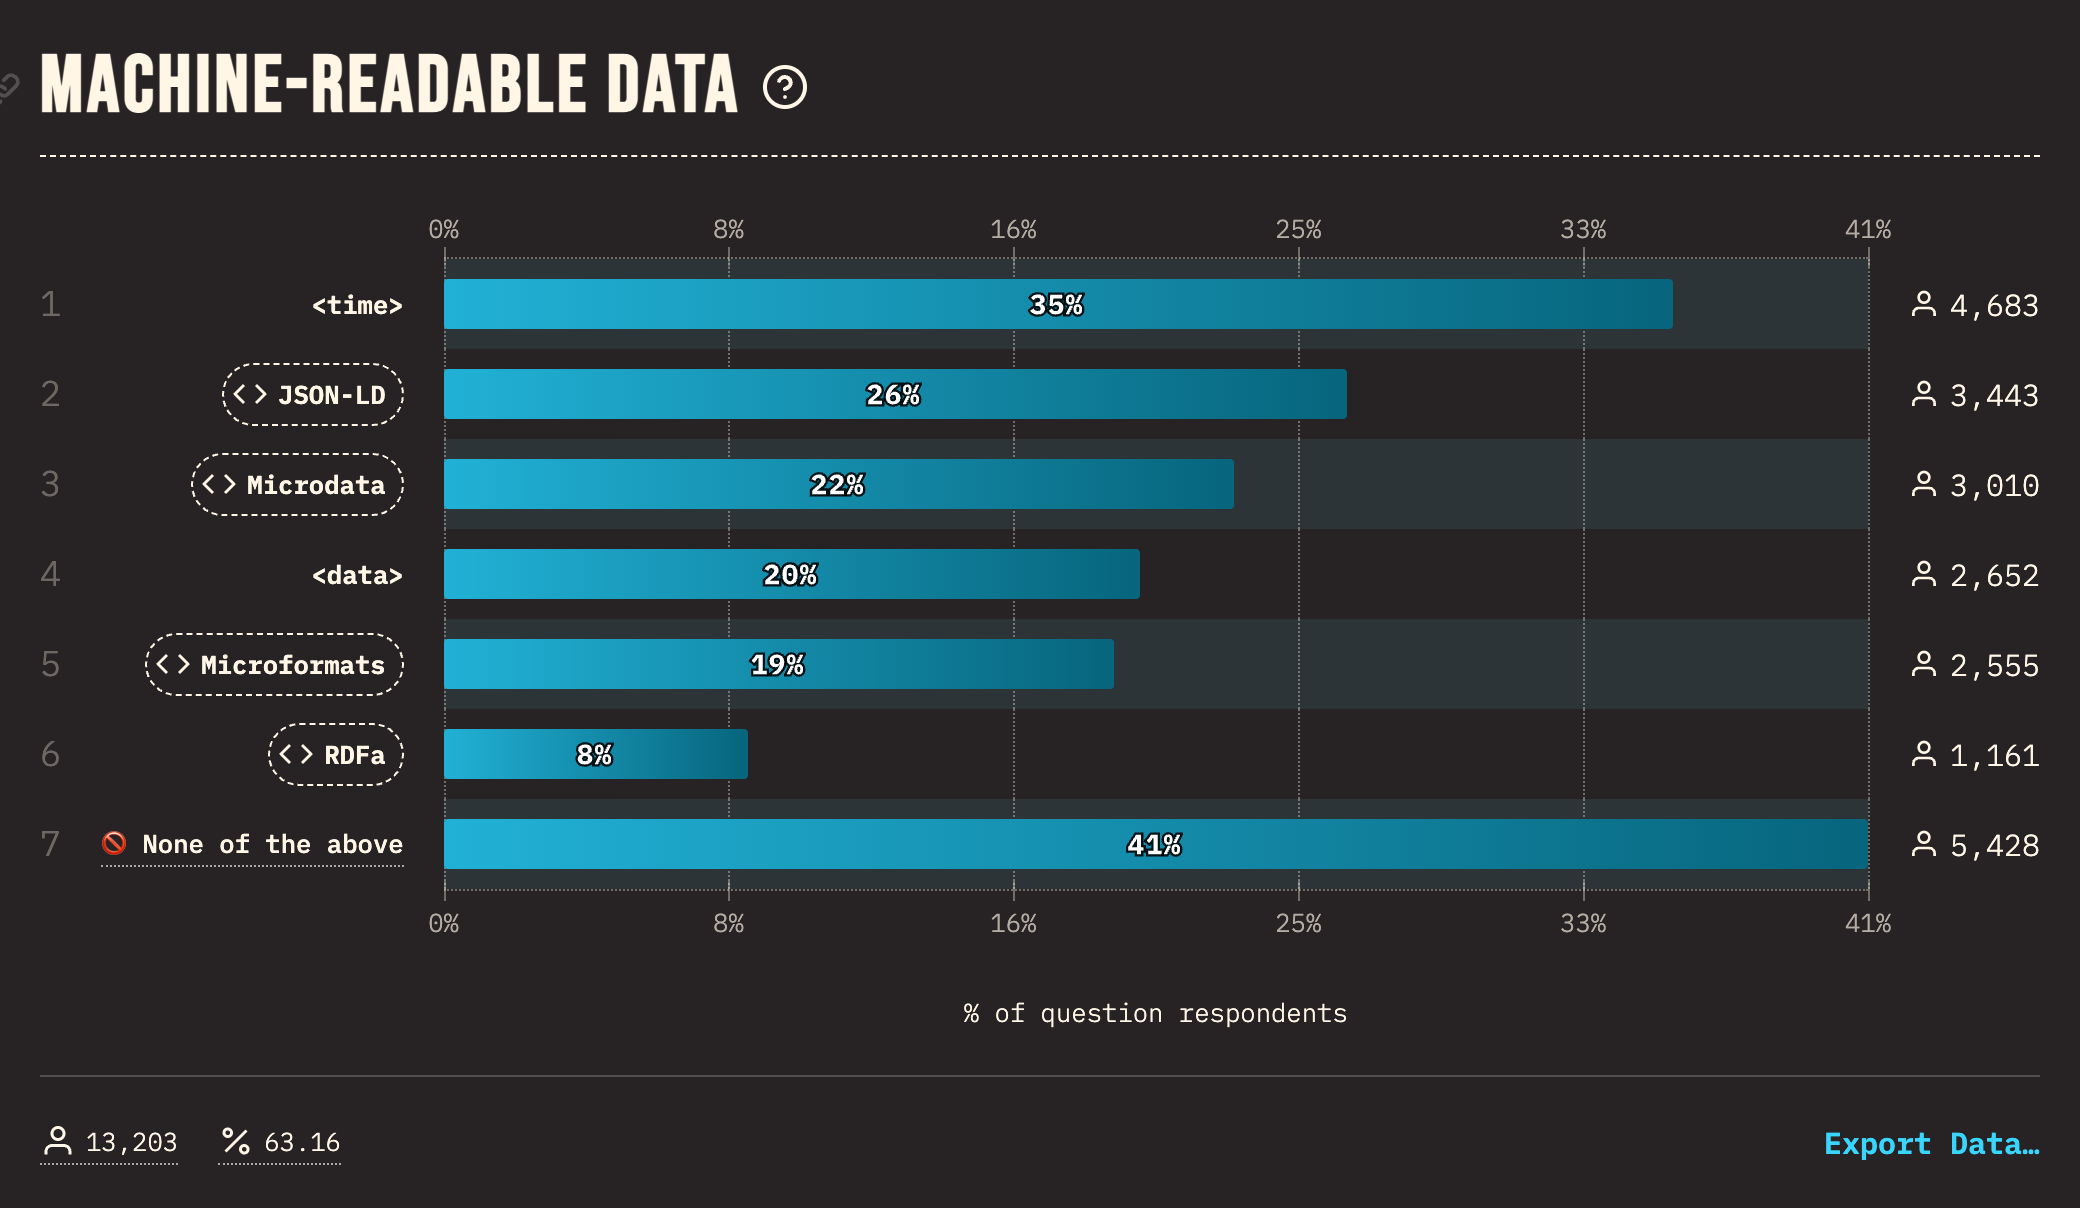 MACHINE-READABLE DATA ?
0% 8% 16% 25% 33% 41%
1 <time> 35% 4,683
2 <> JSON-LD 26% 3,443
3 <> Microdata 22% 3,010
4 <data> 20% 2,652
5 <> Microformats 19% 2,555
6 <> RDFa 8% 1,161
7 None of the above 41% 5,428
0% 8% 16% 25% 33% 41%
% of question respondents
13,203 % 63.16 Export Data…